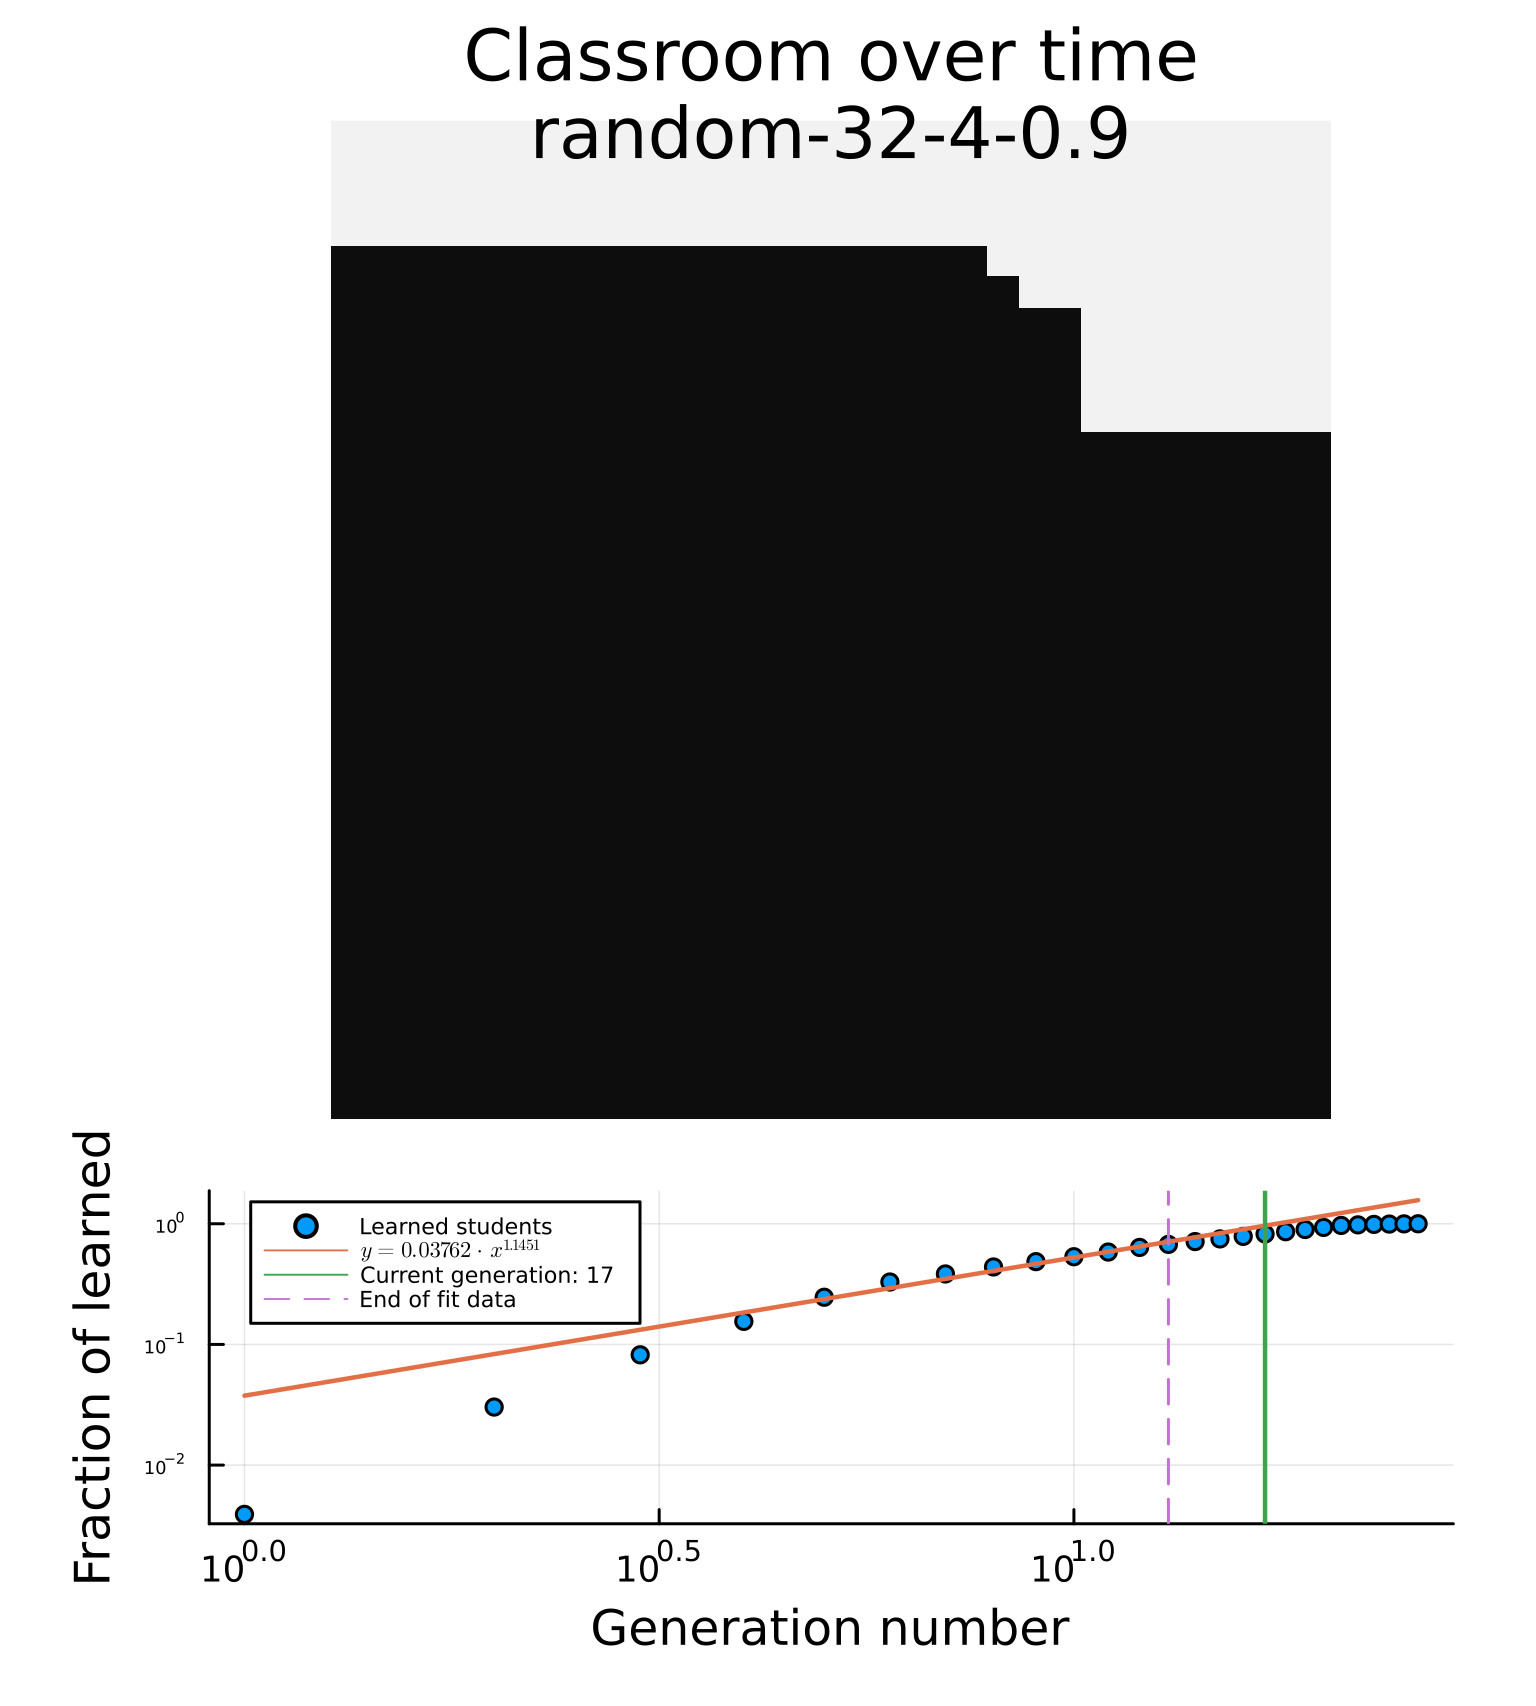 Classroom over time
random-32-4-0.9
Fraction of learned
10⁰
10⁻¹
10⁻²
Learned students
y = 0.03762 · x^1.1451
Current generation: 17
End of fit data
10^0.0
10^0.5
10^1.0
Generation number